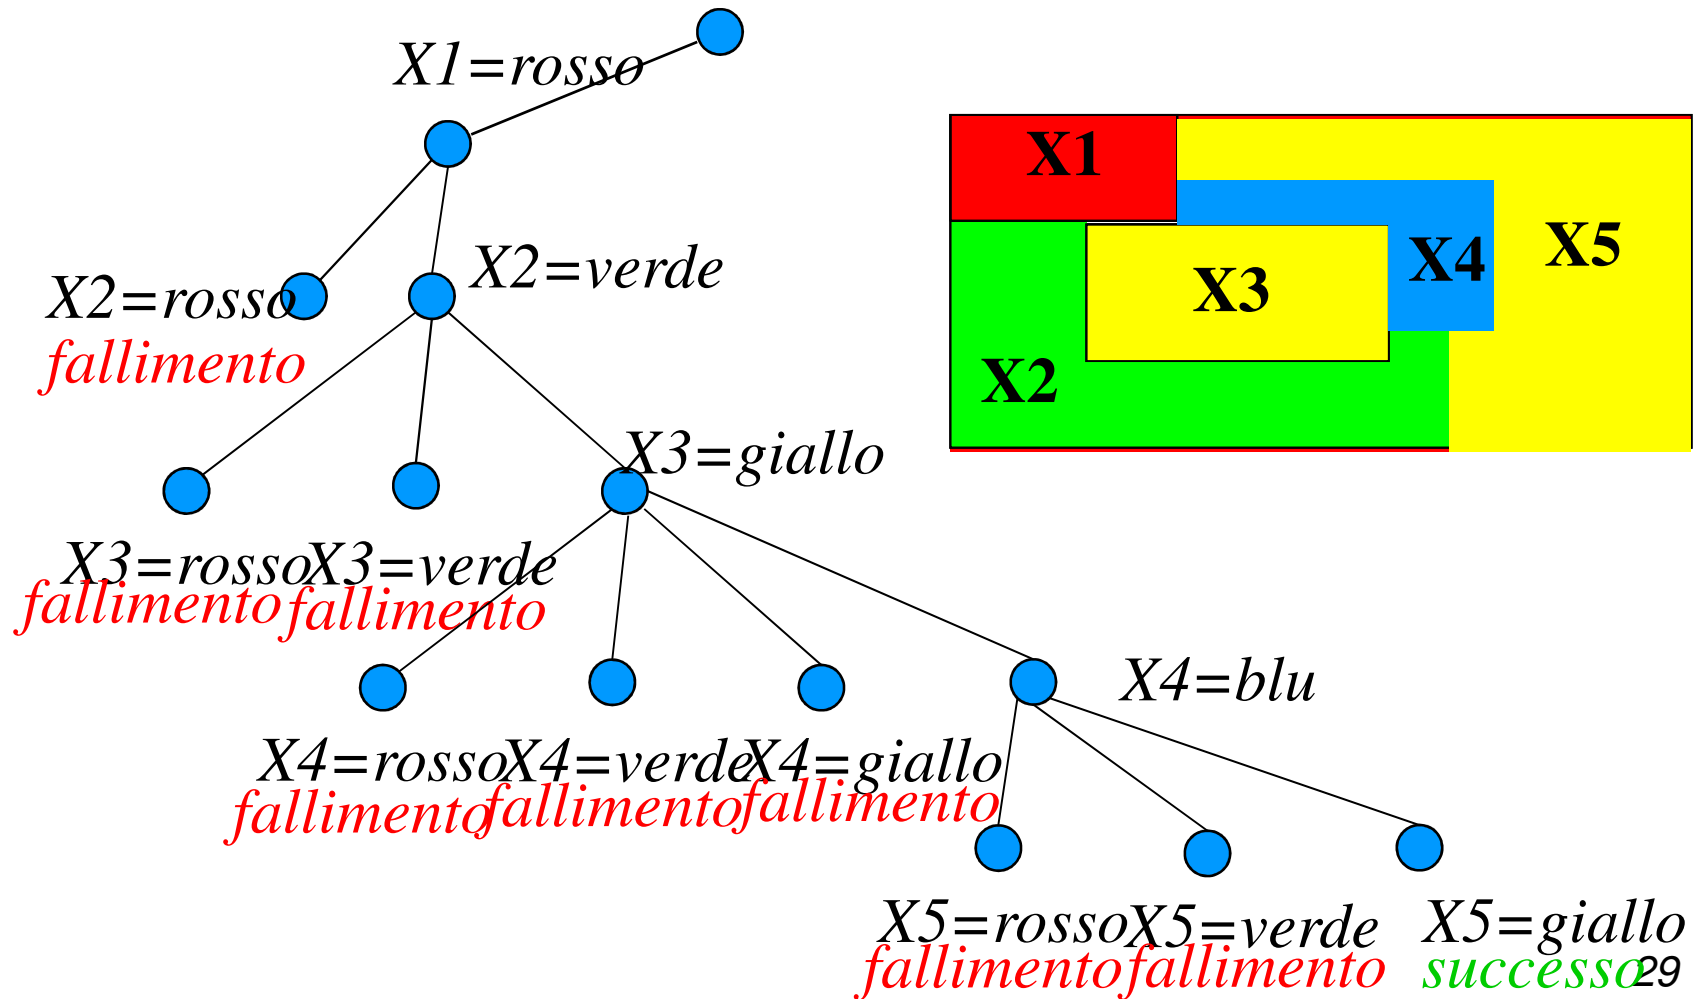 X1=rosso
X1
X2=verde
X5
X4
X3
X2=rosso
fallimento
X2
X3=giallo
X3=rosso
X3=verde
fallimento
fallimento
X4=blu
X4=rosso
X4=verde
X4=giallo
fallimento
fallimento
fallimento
X5=rosso
X5=verde
X5=giallo
fallimento
fallimento
successo
29